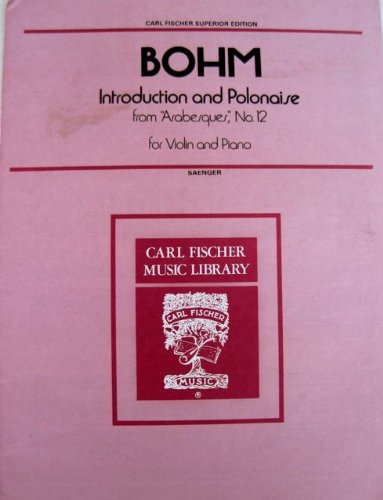 CARL FISCHER SUPERIOR EDITION
BOHM
Introduction and Polonaise
from "Arabesques", No. 12
for Violin and Piano
SAENGER
CARL FISCHER
MUSIC LIBRARY
CARL FISCHER
MUSIC
®